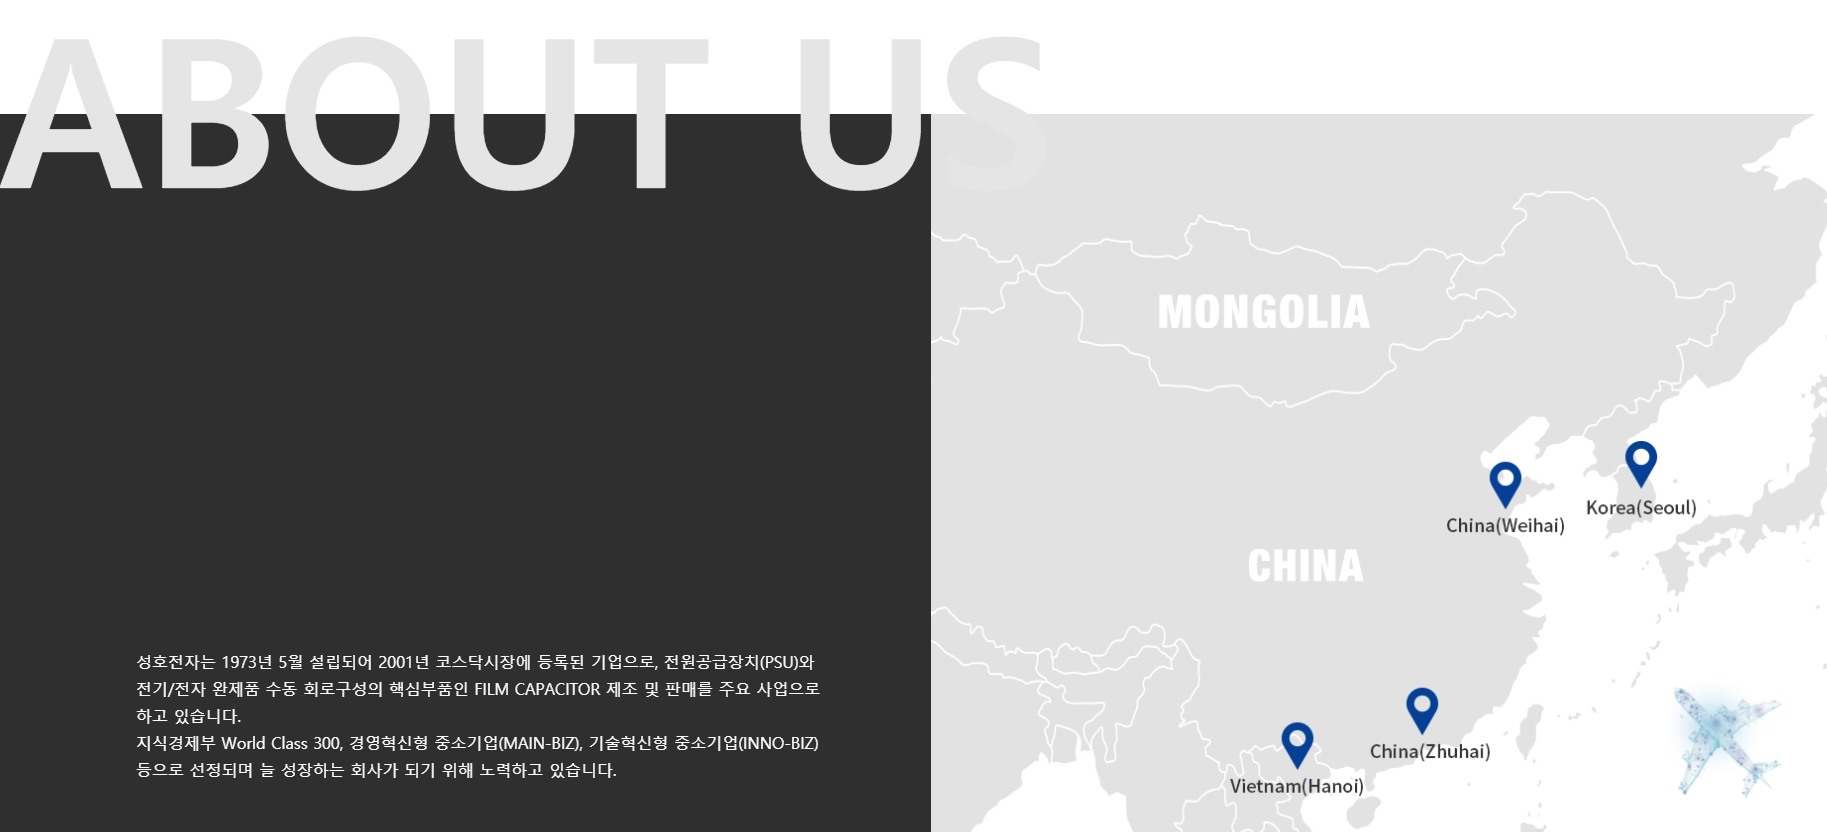 ABOUT US
MONGOLIA
Korea(Seoul)
China(Weihai)
CHINA
China(Zhuhai)
Vietnam(Hanoi)
성호전자는 1973년 5월 설립되어 2001년 코스닥시장에 등록된 기업으로, 전원공급장치(PSU)와
전기/전자 완제품 수동 회로구성의 핵심부품인 FILM CAPACITOR 제조 및 판매를 주요 사업으로
하고 있습니다.
지식경제부 World Class 300, 경영혁신형 중소기업(MAIN-BIZ), 기술혁신형 중소기업(INNO-BIZ)
등으로 선정되며 늘 성장하는 회사가 되기 위해 노력하고 있습니다.